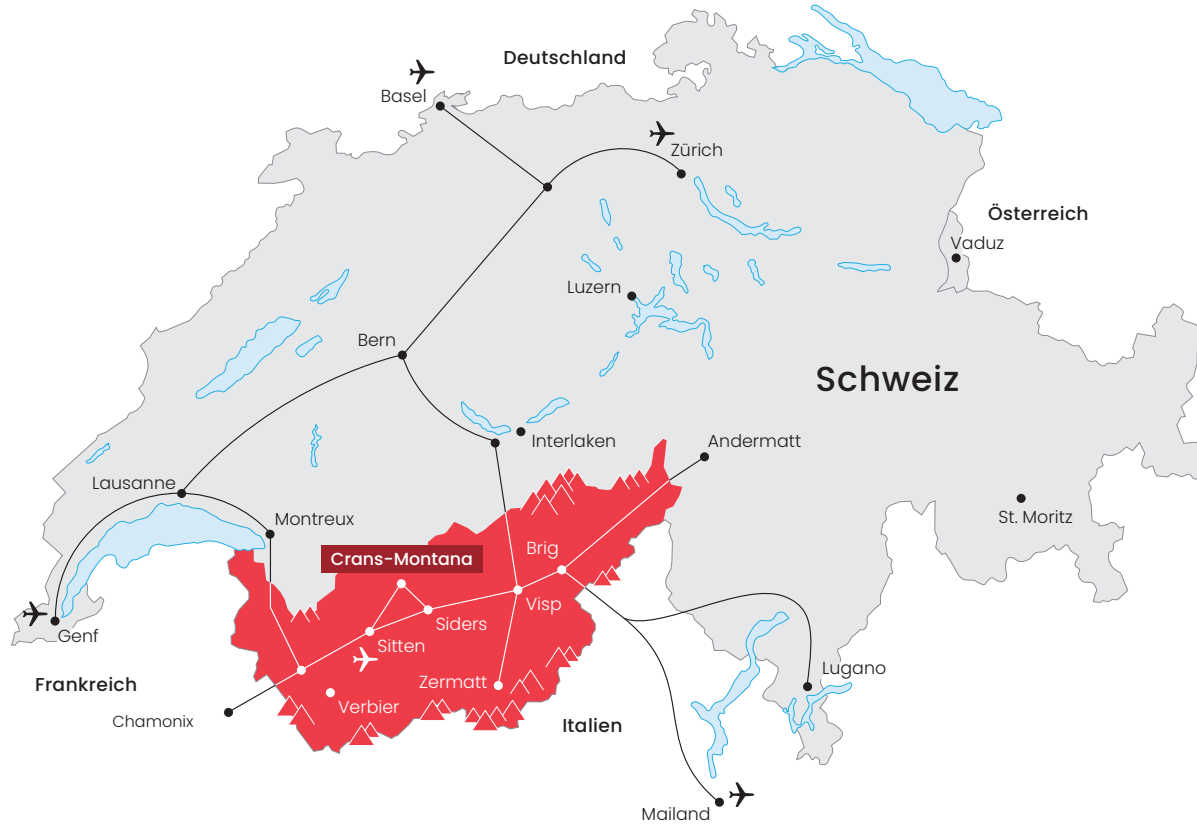 Deutschland
Basel
Zürich
Österreich
Vaduz
Luzern
Bern
Schweiz
Interlaken
Andermatt
Lausanne
Montreux
St. Moritz
Crans-Montana
Brig
Visp
Siders
Sitten
Genf
Zermatt
Lugano
Frankreich
Verbier
Chamonix
Italien
Mailand